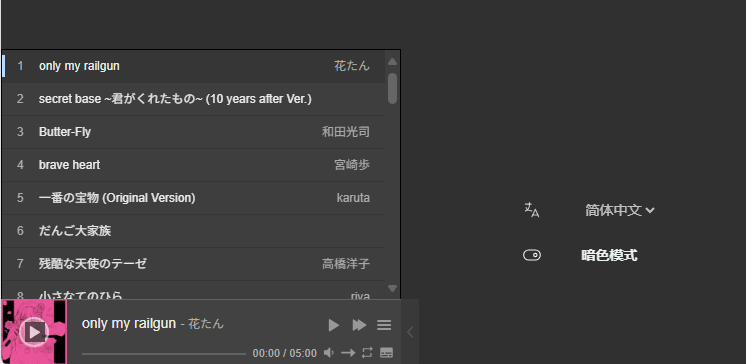 1 only my railgun 花たん
2 secret base ~君がくれたもの~ (10 years after Ver.)
3 Butter-Fly 和田光司
4 brave heart 宮崎歩
5 一番の宝物 (Original Version) karuta
6 だんご大家族
7 残酷な天使のテーゼ 高橋洋子
8 小さなてのひら riya
简体中文
暗色模式
only my railgun - 花たん
00:00 / 05:00